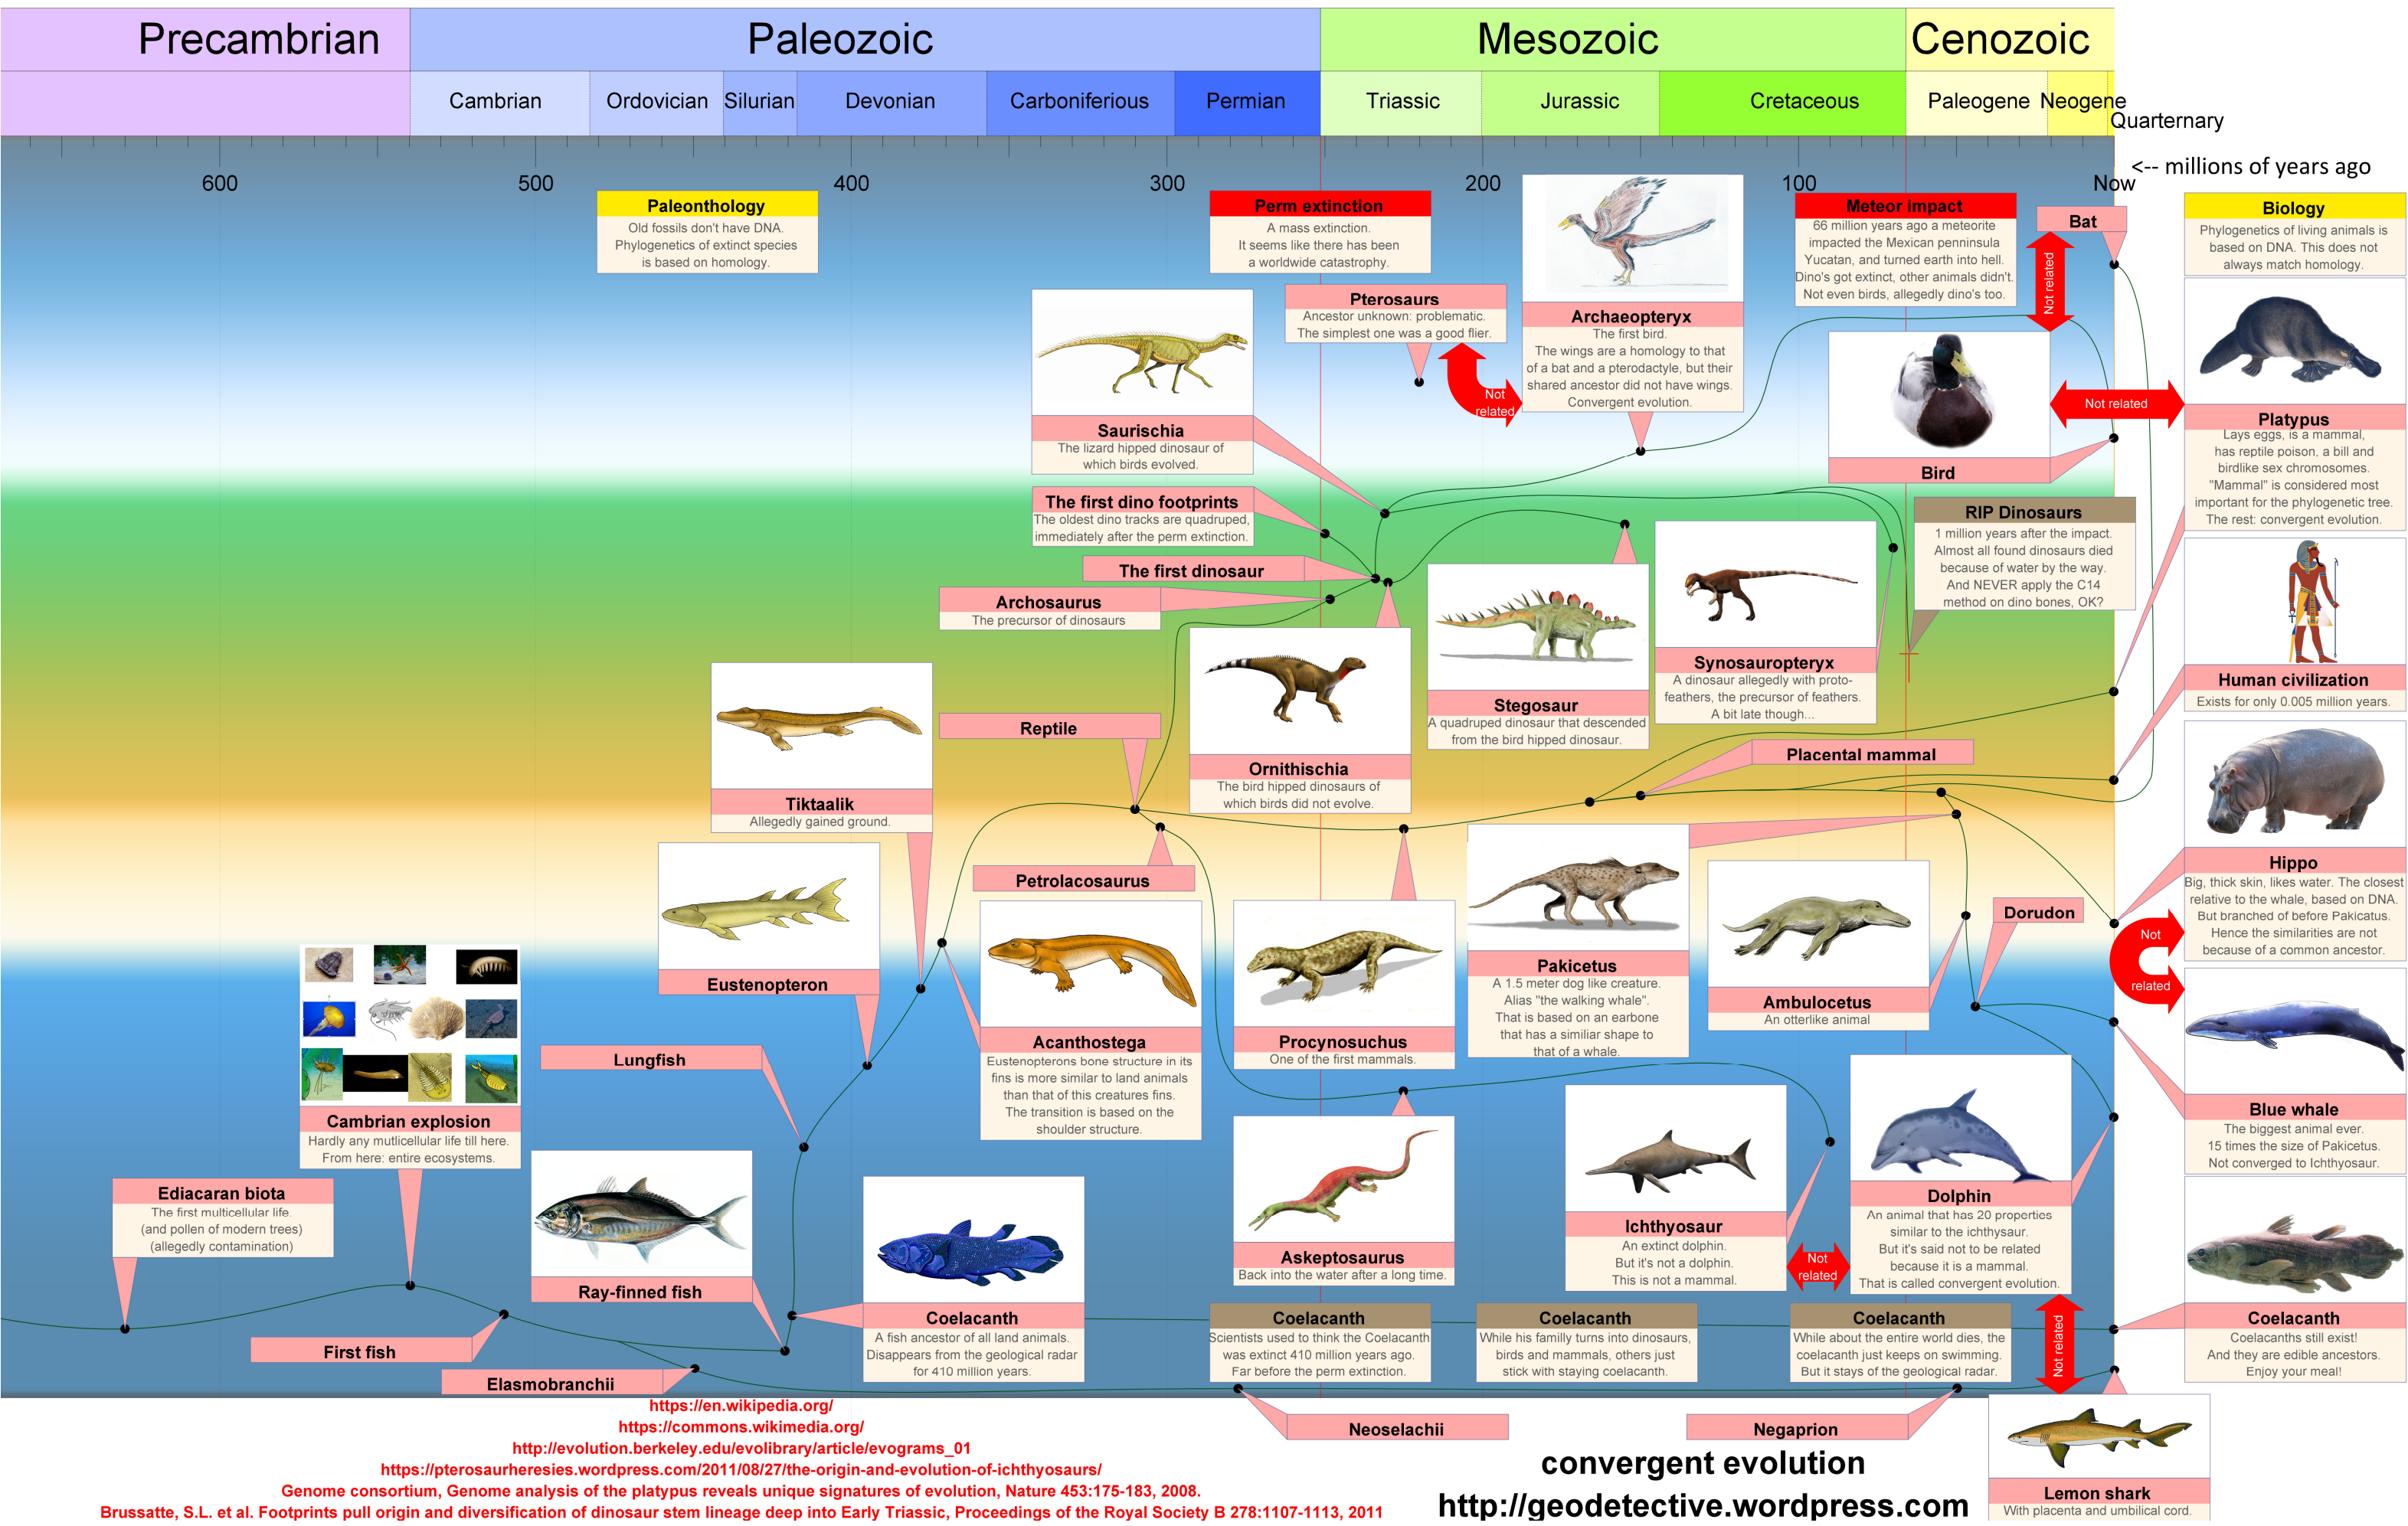 Precambrian
Paleozoic
Mesozoic
Cenozoic
Cambrian
Ordovician
Silurian
Devonian
Carboniferious
Permian
Triassic
Jurassic
Cretaceous
Paleogene
Neogene
Quarternary
<-- millions of years ago
600
500
400
300
200
100
Now
Paleonthology
Old fossils don't have DNA.
Phylogenetics of extinct species
is based on homology.
Perm extinction
A mass extinction.
It seems like there has been
a worldwide catastrophy.
Pterosaurs
Ancestor unknown: problematic.
The simplest one was a good flier.
Not
related
Archaeopteryx
The first bird.
The wings are a homology to that
of a bat and a pterodactyle, but their
shared ancestor did not have wings.
Convergent evolution.
Meteor impact
66 million years ago a meteorite
impacted the Mexican penninsula
Yucatan, and turned earth into hell.
Dino's got extinct, other animals didn't.
Not even birds, allegedly dino's too.
Bat
Not related
Biology
Phylogenetics of living animals is
based on DNA. This does not
always match homology.
Bird
Not related
Platypus
Lays eggs, is a mammal,
has reptile poison, a bill and
birdlike sex chromosomes.
"Mammal" is considered most
important for the phylogenetic tree.
The rest: convergent evolution.
Saurischia
The lizard hipped dinosaur of
which birds evolved.
The first dino footprints
The oldest dino tracks are quadruped,
immediately after the perm extinction.
The first dinosaur
Archosaurus
The precursor of dinosaurs
RIP Dinosaurs
1 million years after the impact.
Almost all found dinosaurs died
because of water by the way.
And NEVER apply the C14
method on dino bones, OK?
Synosauropteryx
A dinosaur allegedly with proto-
feathers, the precursor of feathers.
A bit late though...
Stegosaur
A quadruped dinosaur that descended
from the bird hipped dinosaur.
Human civilization
Exists for only 0.005 million years.
Reptile
Ornithischia
The bird hipped dinosaurs of
which birds did not evolve.
Placental mammal
Tiktaalik
Allegedly gained ground.
Petrolacosaurus
Hippo
Big, thick skin, likes water. The closest
relative to the whale, based on DNA.
But branched of before Pakicatus.
Hence the similarities are not
because of a common ancestor.
Not
related
Dorudon
Eustenopteron
Pakicetus
A 1.5 meter dog like creature.
Alias "the walking whale".
That is based on an earbone
that has a similiar shape to
that of a whale.
Ambulocetus
An otterlike animal
Procynosuchus
One of the first mammals.
Acanthostega
Eustenopterons bone structure in its
fins is more similar to land animals
than that of this creatures fins.
The transition is based on the
shoulder structure.
Lungfish
Cambrian explosion
Hardly any mutlicellular life till here.
From here: entire ecosystems.
Blue whale
The biggest animal ever.
15 times the size of Pakicetus.
Not converged to Ichthyosaur.
Ediacaran biota
The first multicellular life.
(and pollen of modern trees)
(allegedly contamination)
Ray-finned fish
Askeptosaurus
Back into the water after a long time.
Ichthyosaur
An extinct dolphin.
But it's not a dolphin.
This is not a mammal.
Not
related
Dolphin
An animal that has 20 properties
similar to the ichthysaur.
But it's said not to be related
because it is a mammal.
That is called convergent evolution.
First fish
Elasmobranchii
Coelacanth
A fish ancestor of all land animals.
Disappears from the geological radar
for 410 million years.
Coelacanth
Scientists used to think the Coelacanth
was extinct 410 million years ago.
Far before the perm extinction.
Coelacanth
While his familly turns into dinosaurs,
birds and mammals, others just
stick with staying coelacanth.
Coelacanth
While about the entire world dies, the
coelacanth just keeps on swimming.
But it stays of the geological radar.
Not related
Coelacanth
Coelacanths still exist!
And they are edible ancestors.
Enjoy your meal!
Neoselachii
Negaprion
Lemon shark
With placenta and umbilical cord.
https://en.wikipedia.org/
https://commons.wikimedia.org/
http://evolution.berkeley.edu/evolibrary/article/evograms_01
https://pterosaurheresies.wordpress.com/2011/08/27/the-origin-and-evolution-of-ichthyosaurs/
Genome consortium, Genome analysis of the platypus reveals unique signatures of evolution, Nature 453:175-183, 2008.
Brussatte, S.L. et al. Footprints pull origin and diversification of dinosaur stem lineage deep into Early Triassic, Proceedings of the Royal Society B 278:1107-1113, 2011
convergent evolution
http://geodetective.wordpress.com